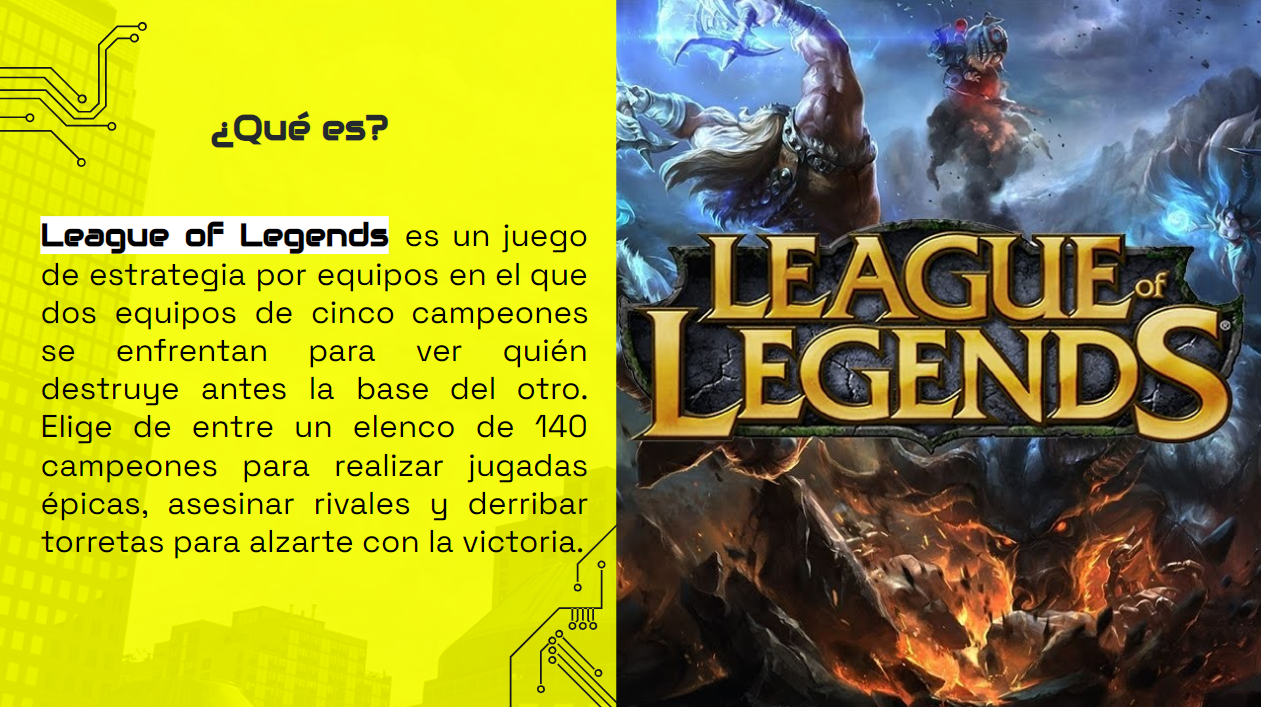 ¿Qué es?
League of Legends es un juego
de estrategia por equipos en el que
dos equipos de cinco campeones
se enfrentan para ver quién
destruye antes la base del otro.
Elige de entre un elenco de 140
campeones para realizar jugadas
épicas, asesinar rivales y derribar
torretas para alzarte con la victoria.
LEAGUE of
LEGENDS®